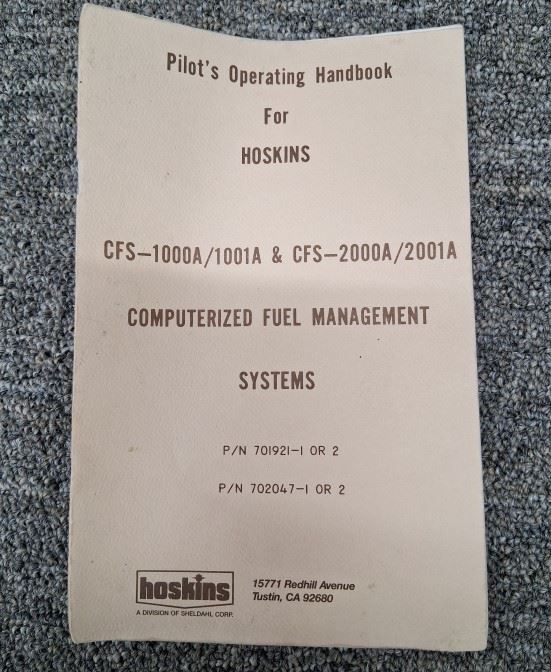 Pilot's Operating Handbook
For
HOSKINS
CFS-1000A/1001A & CFS-2000A/2001A
COMPUTERIZED FUEL MANAGEMENT
SYSTEMS
P/N 701921-1 OR 2
P/N 702047-1 OR 2
hoskins
A DIVISION OF SHELDAHL CORP.
15771 Redhill Avenue
Tustin, CA 92680